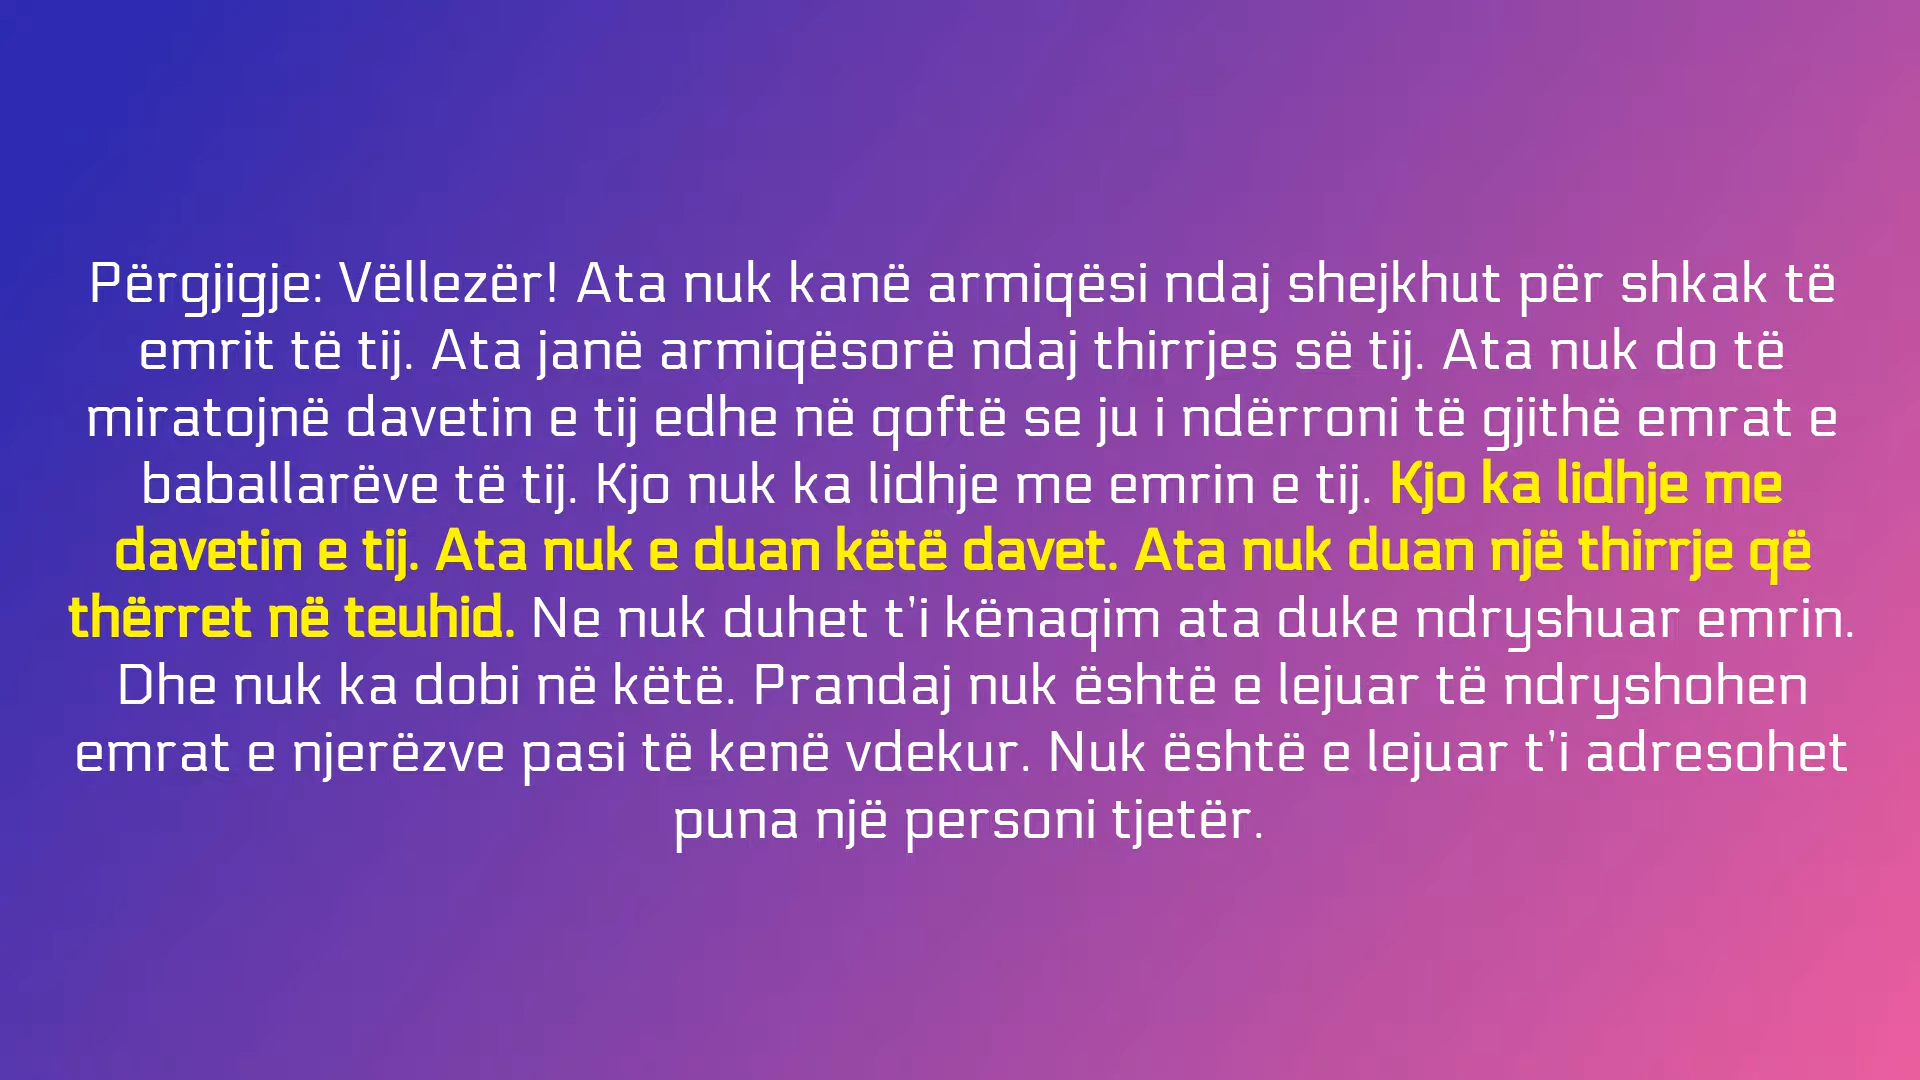 Përgjigje: Vëllezër! Ata nuk kanë armiqësi ndaj shejkhut për shkak të
emrit të tij. Ata janë armiqësorë ndaj thirrjes së tij. Ata nuk do të
miratojnë davetin e tij edhe në qoftë se ju i ndërroni të gjithë emrat e
baballarëve të tij. Kjo nuk ka lidhje me emrin e tij. Kjo ka lidhje me
davetin e tij. Ata nuk e duan këtë davet. Ata nuk duan një thirrje që
thërret në teuhid. Ne nuk duhet t'i kënaqim ata duke ndryshuar emrin.
Dhe nuk ka dobi në këtë. Prandaj nuk është e lejuar të ndryshohen
emrat e njerëzve pasi të kenë vdekur. Nuk është e lejuar t'i adresohet
puna një personi tjetër.